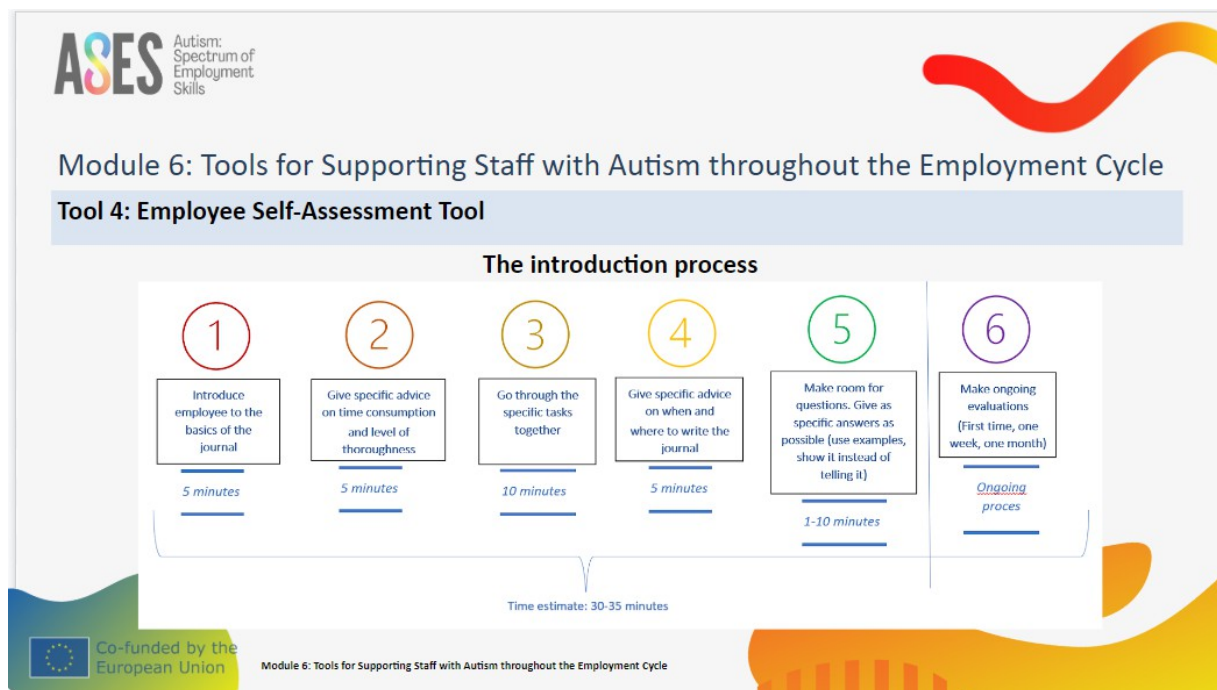 ASES
Autism:
Spectrum of
Employment
Skills
Module 6: Tools for Supporting Staff with Autism throughout the Employment Cycle
Tool 4: Employee Self-Assessment Tool
The introduction process
1
Introduce
employee to the
basics of the
journal
5 minutes
2
Give specific advice
on time consumption
and level of
thoroughness
5 minutes
3
Go through the
specific tasks
together
10 minutes
4
Give specific advice
on when and
where to write the
journal
5 minutes
5
Make room for
questions. Give as
specific answers as
possible (use examples,
show it instead of
telling it)
1-10 minutes
6
Make ongoing
evaluations
(First time, one
week, one month)
Ongoing
proces
Time estimate: 30-35 minutes
Co-funded by the
European Union
Module 6: Tools for Supporting Staff with Autism throughout the Employment Cycle